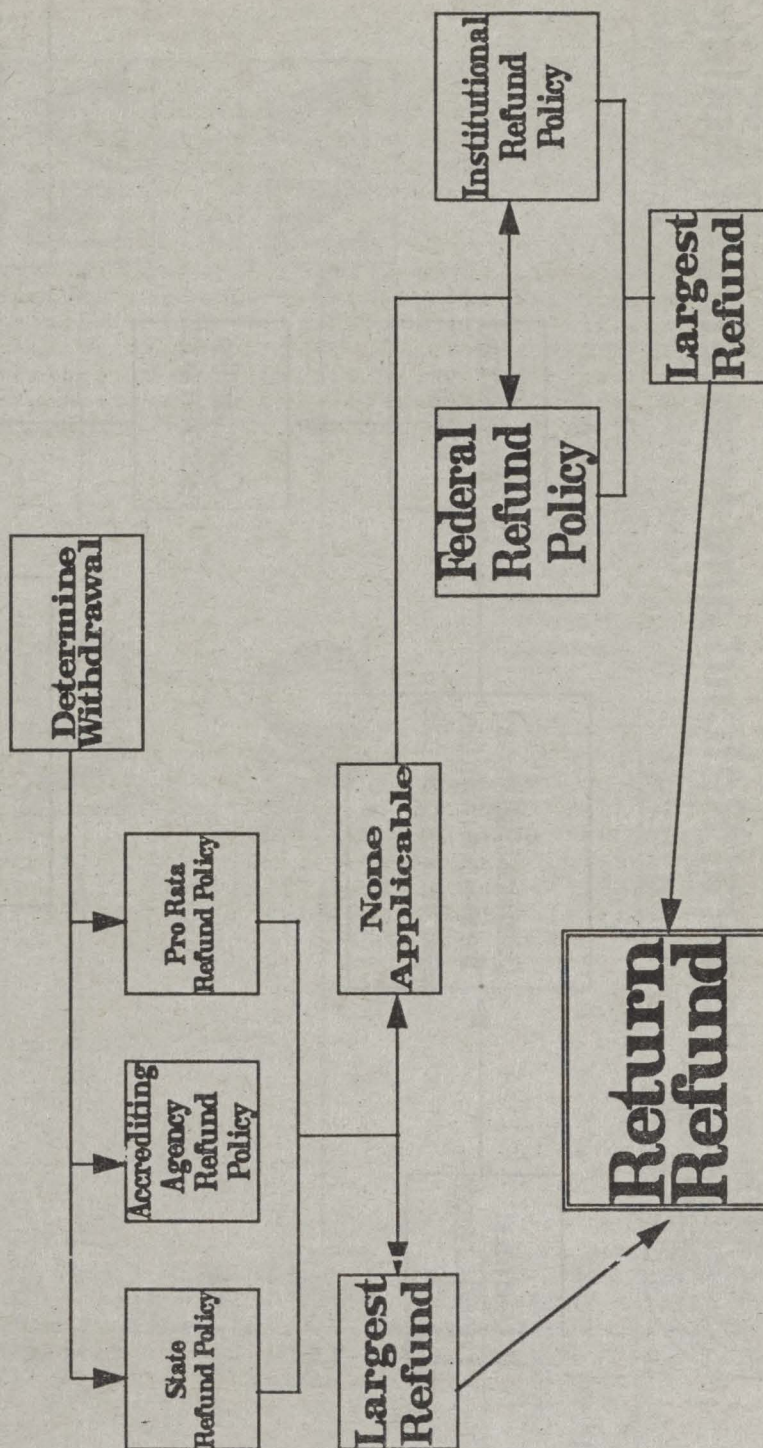 Determine
Withdrawal
State
Refund Policy
Accrediting
Agency
Refund
Policy
Pro Rata
Refund Policy
Largest
Refund
None
Applicable
Federal
Refund
Policy
Institutional
Refund
Policy
Largest
Refund
Return
Refund